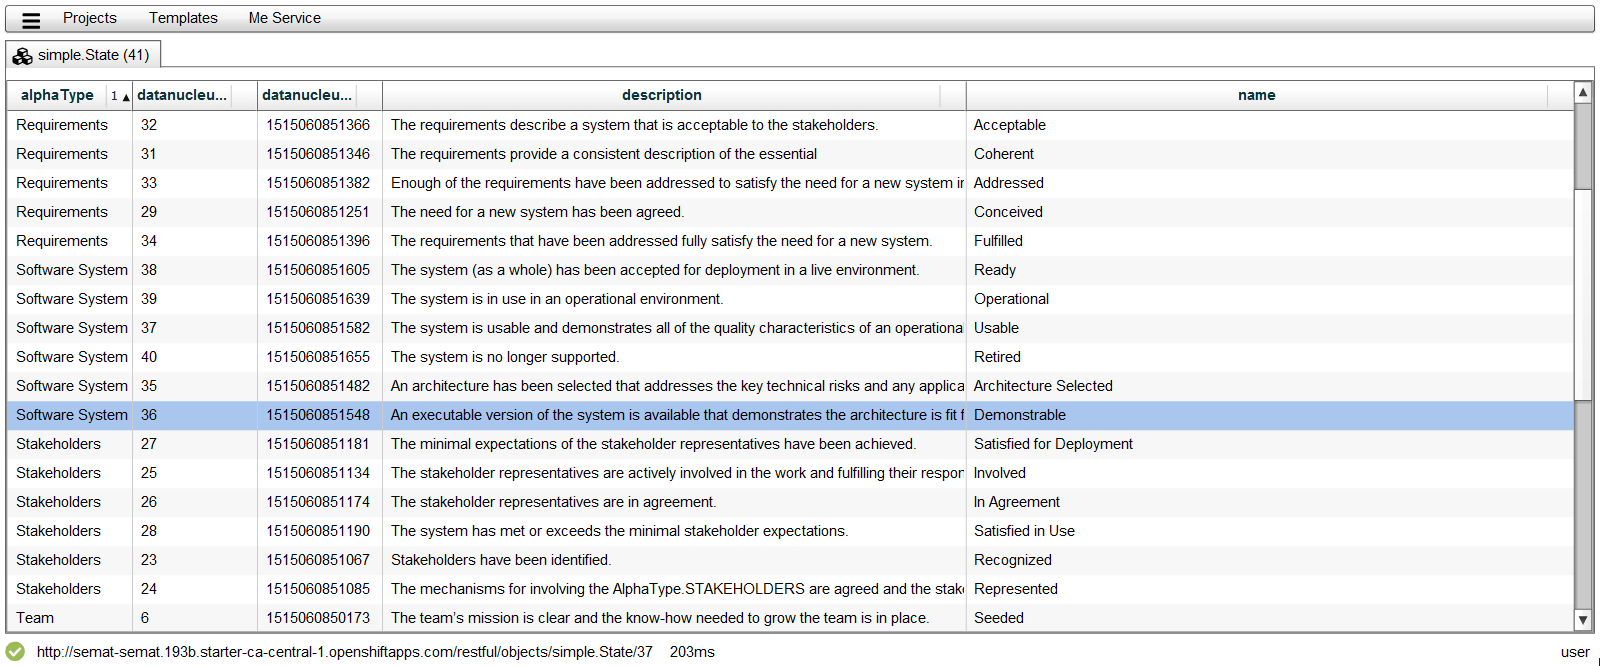 Projects Templates Me Service
simple.State (41)
alphaType 1 ▲ datanucleu... datanucleu... description name
Requirements 32 1515060851366 The requirements describe a system that is acceptable to the stakeholders. Acceptable
Requirements 31 1515060851346 The requirements provide a consistent description of the essential Coherent
Requirements 33 1515060851382 Enough of the requirements have been addressed to satisfy the need for a new system in Addressed
Requirements 29 1515060851251 The need for a new system has been agreed. Conceived
Requirements 34 1515060851396 The requirements that have been addressed fully satisfy the need for a new system. Fulfilled
Software System 38 1515060851605 The system (as a whole) has been accepted for deployment in a live environment. Ready
Software System 39 1515060851639 The system is in use in an operational environment. Operational
Software System 37 1515060851582 The system is usable and demonstrates all of the quality characteristics of an operationa Usable
Software System 40 1515060851655 The system is no longer supported. Retired
Software System 35 1515060851482 An architecture has been selected that addresses the key technical risks and any applica Architecture Selected
Software System 36 1515060851548 An executable version of the system is available that demonstrates the architecture is fit f Demonstrable
Stakeholders 27 1515060851181 The minimal expectations of the stakeholder representatives have been achieved. Satisfied for Deployment
Stakeholders 25 1515060851134 The stakeholder representatives are actively involved in the work and fulfilling their respon Involved
Stakeholders 26 1515060851174 The stakeholder representatives are in agreement. In Agreement
Stakeholders 28 1515060851190 The system has met or exceeds the minimal stakeholder expectations. Satisfied in Use
Stakeholders 23 1515060851067 Stakeholders have been identified. Recognized
Stakeholders 24 1515060851085 The mechanisms for involving the AlphaType.STAKEHOLDERS are agreed and the stake Represented
Team 6 1515060850173 The team's mission is clear and the know-how needed to grow the team is in place. Seeded
http://semat-semat.193b.starter-ca-central-1.openshiftapps.com/restful/objects/simple.State/37 203ms user